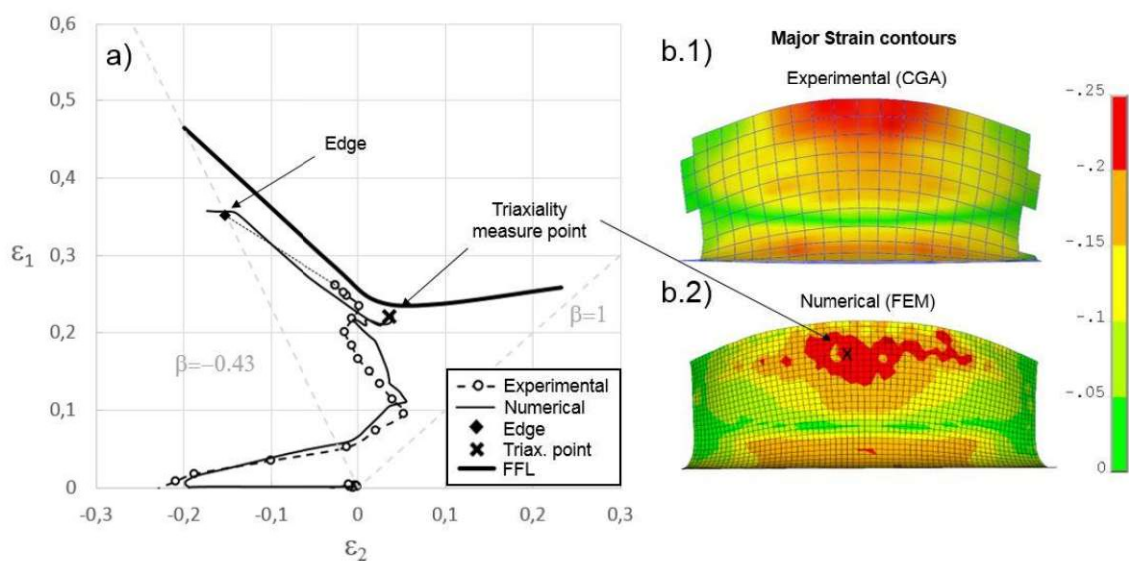 a)
0,6
0,5
0,4
0,3
0,2
0,1
0
ε1
-0,3
-0,2
-0,1
0
0,1
0,2
0,3
ε2
Edge
Triaxiality
measure point
β=−0.43
β=1
Experimental
Numerical
Edge
Triax. point
FFL
b.1)
Major Strain contours
Experimental (CGA)
b.2)
Numerical (FEM)
-.25
-.2
-.15
-.1
-.05
0